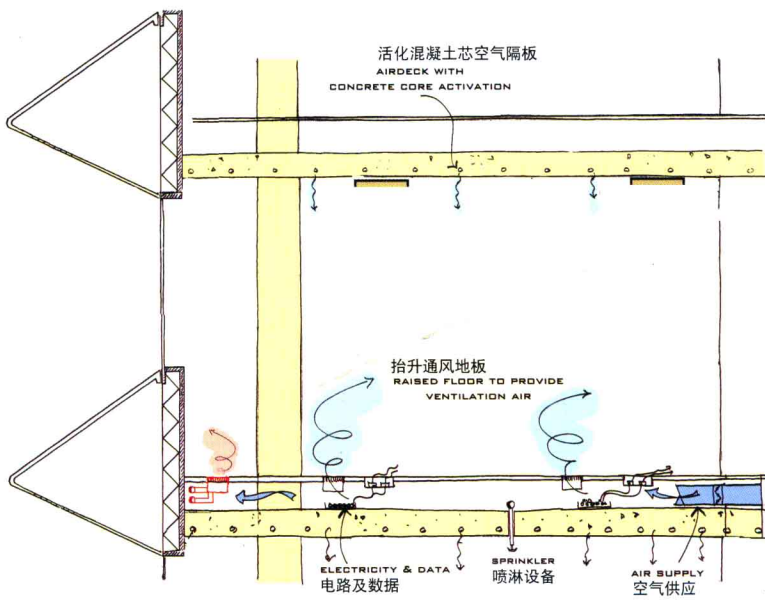 活化混凝土芯空气隔板
AIRDECK WITH
CONCRETE CORE ACTIVATION
抬升通风地板
RAISED FLOOR TO PROVIDE
VENTILATION AIR
ELECTRICITY & DATA
电路及数据
SPRINKLER
喷淋设备
AIR SUPPLY
空气供应